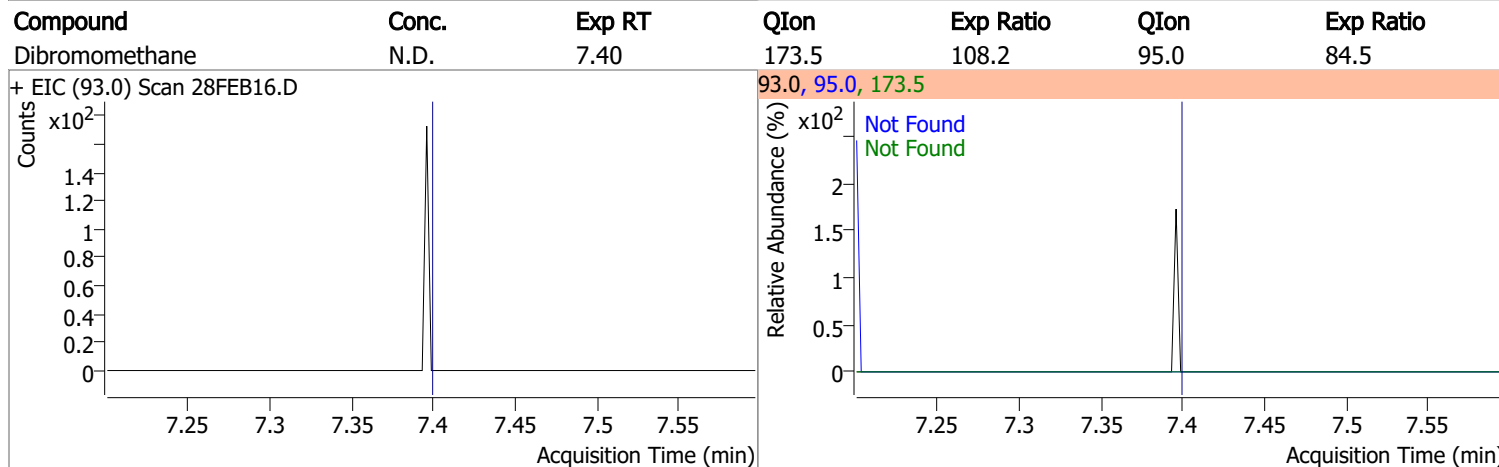 Compound Conc. Exp RT QIon Exp Ratio QIon Exp Ratio
Dibromomethane N.D. 7.40 173.5 108.2 95.0 84.5
+ EIC (93.0) Scan 28FEB16.D
Counts
x102
1.4
1.2
1
0.8
0.6
0.4
0.2
0
7.25 7.3 7.35 7.4 7.45 7.5 7.55
Acquisition Time (min)
93.0, 95.0, 173.5
Relative Abundance (%)
x102
Not Found
Not Found
2
1.5
1
0.5
0
7.25 7.3 7.35 7.4 7.45 7.5 7.55
Acquisition Time (min)